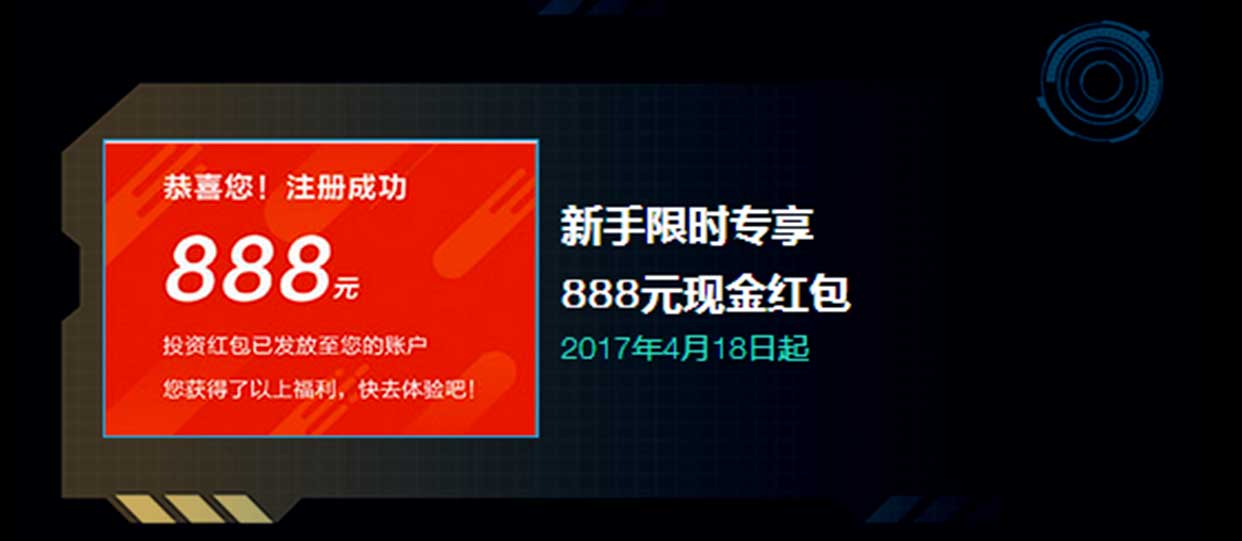 恭喜您！注册成功
888元
投资红包已发放至您的账户
您获得了以上福利，快去体验吧！
新手限时专享
888元现金红包
2017年4月18日起